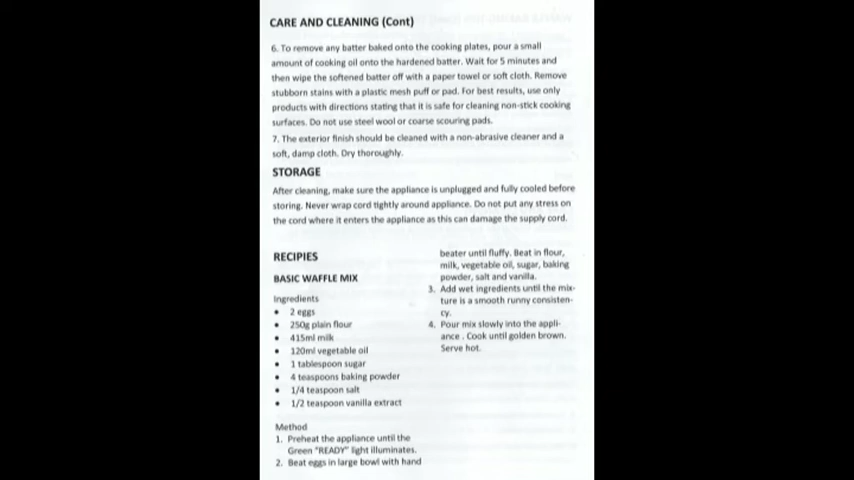 CARE AND CLEANING (Cont)
6. To remove any batter baked onto the cooking plates, pour a small
amount of cooking oil onto the hardened batter. Wait for 5 minutes and
then wipe the softened batter off with a paper towel or soft cloth. Remove
stubborn stains with a plastic mesh puff or pad. For best results, use only
products with directions stating that it is safe for cleaning non-stick cooking
surfaces. Do not use steel wool or coarse scouring pads.
7. The exterior finish should be cleaned with a non-abrasive cleaner and a
soft, damp cloth. Dry thoroughly.
STORAGE
After cleaning, make sure the appliance is unplugged and fully cooled before
storing. Never wrap cord tightly around appliance. Do not put any stress on
the cord where it enters the appliance as this can damage the supply cord.
RECIPIES
BASIC WAFFLE MIX
Ingredients
• 2 eggs
• 250g plain flour
• 415ml milk
• 120ml vegetable oil
• 1 tablespoon sugar
• 4 teaspoons baking powder
• 1/4 teaspoon salt
• 1/2 teaspoon vanilla extract
Method
1. Preheat the appliance until the
Green "READY" light illuminates.
2. Beat eggs in large bowl with hand
beater until fluffy. Beat in flour,
milk, vegetable oil, sugar, baking
powder, salt and vanilla.
3. Add wet ingredients until the mix-
ture is a smooth runny consisten-
cy.
4. Pour mix slowly into the appli-
ance . Cook until golden brown.
Serve hot.